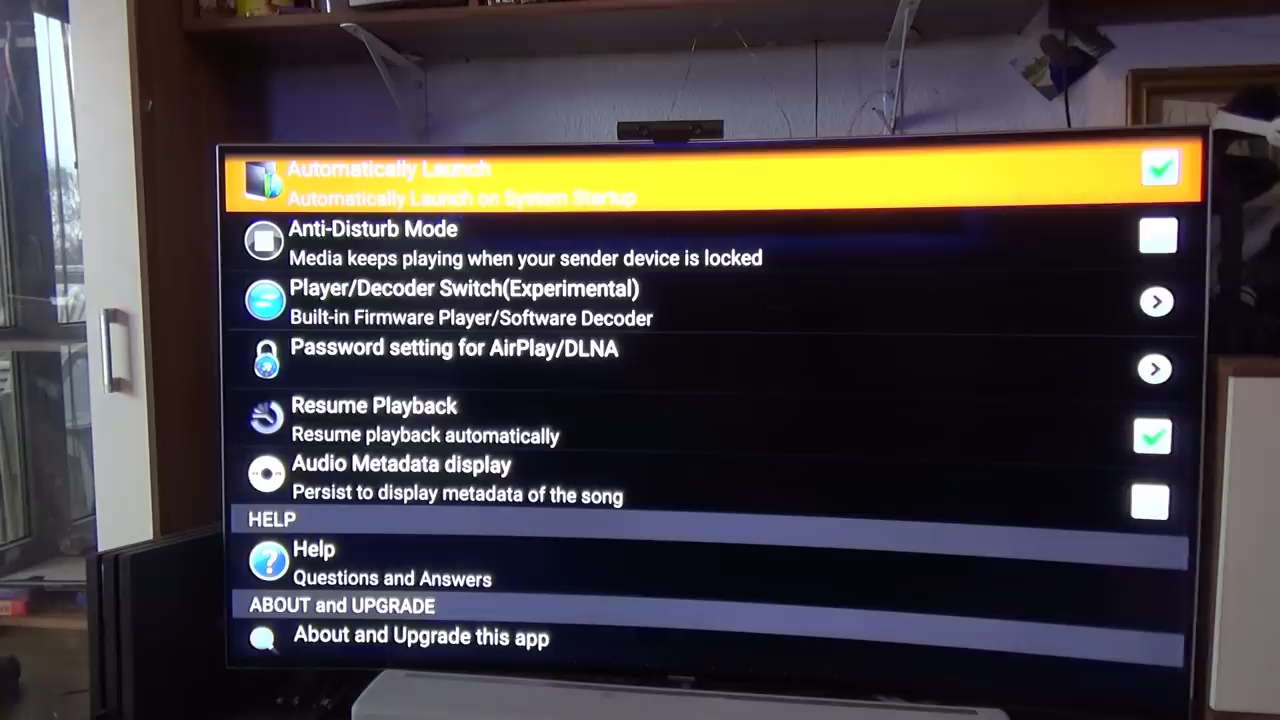 Automatically Launch
Automatically Launch on System Startup
Anti-Disturb Mode
Media keeps playing when your sender device is locked
Player/Decoder Switch(Experimental)
Built-in Firmware Player/Software Decoder
Password setting for AirPlay/DLNA
Resume Playback
Resume playback automatically
Audio Metadata display
Persist to display metadata of the song
HELP
Help
Questions and Answers
ABOUT and UPGRADE
About and Upgrade this app